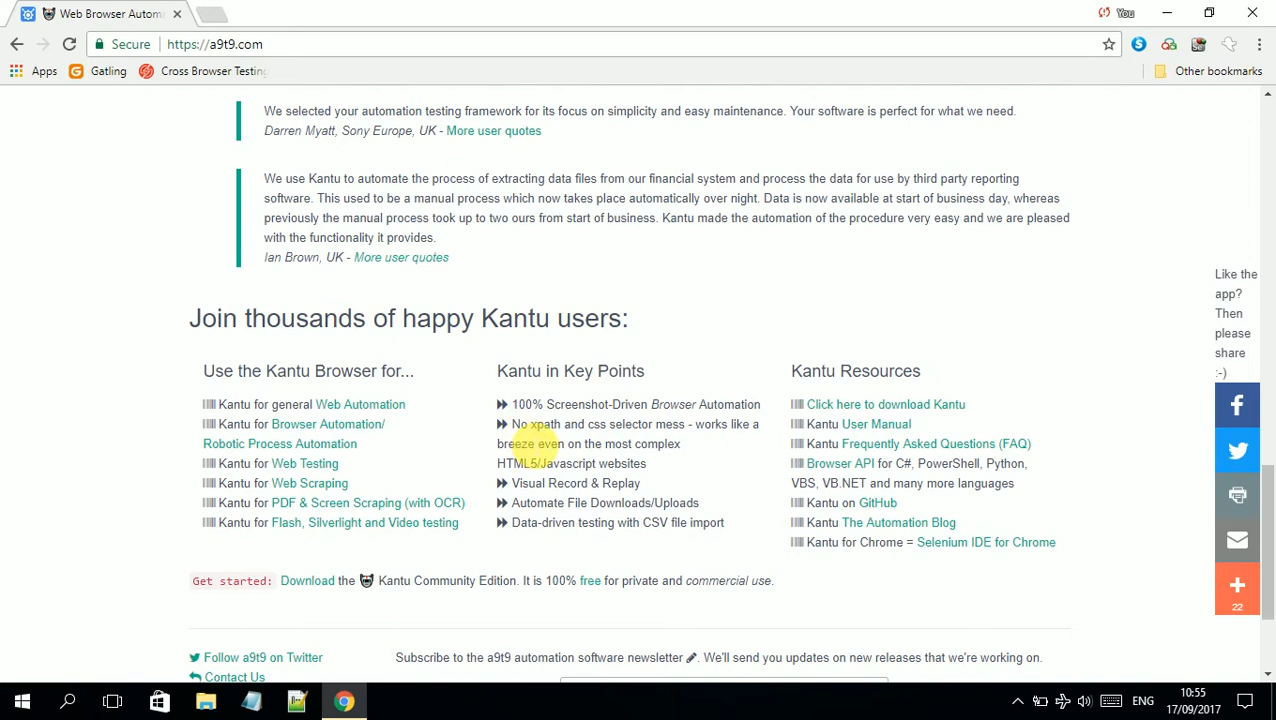 Web Browser Autom
You
Secure
https://a9t9.com
Apps
Gatling
Cross Browser Testing
Other bookmarks
We selected your automation testing framework for its focus on simplicity and easy maintenance. Your software is perfect for what we need.
Darren Myatt, Sony Europe, UK - More user quotes
We use Kantu to automate the process of extracting data files from our financial system and process the data for use by third party reporting
software. This used to be a manual process which now takes place automatically over night. Data is now available at start of business day, whereas
previously the manual process took up to two ours from start of business. Kantu made the automation of the procedure very easy and we are pleased
with the functionality it provides.
Ian Brown, UK - More user quotes
Like the
app?
Then
please
share
:-)
Join thousands of happy Kantu users:
Use the Kantu Browser for...
Kantu for general Web Automation
Kantu for Browser Automation/
Robotic Process Automation
Kantu for Web Testing
Kantu for Web Scraping
Kantu for PDF & Screen Scraping (with OCR)
Kantu for Flash, Silverlight and Video testing
Kantu in Key Points
100% Screenshot-Driven Browser Automation
No xpath and css selector mess - works like a
breeze even on the most complex
HTML5/Javascript websites
Visual Record & Replay
Automate File Downloads/Uploads
Data-driven testing with CSV file import
Kantu Resources
Click here to download Kantu
Kantu User Manual
Kantu Frequently Asked Questions (FAQ)
Browser API for C#, PowerShell, Python,
VBS, VB.NET and many more languages
Kantu on GitHub
Kantu The Automation Blog
Kantu for Chrome = Selenium IDE for Chrome
22
Get started: Download the Kantu Community Edition. It is 100% free for private and commercial use.
Follow a9t9 on Twitter
Contact Us
Subscribe to the a9t9 automation software newsletter. We'll send you updates on new releases that we're working on.
ENG
10:55
17/09/2017